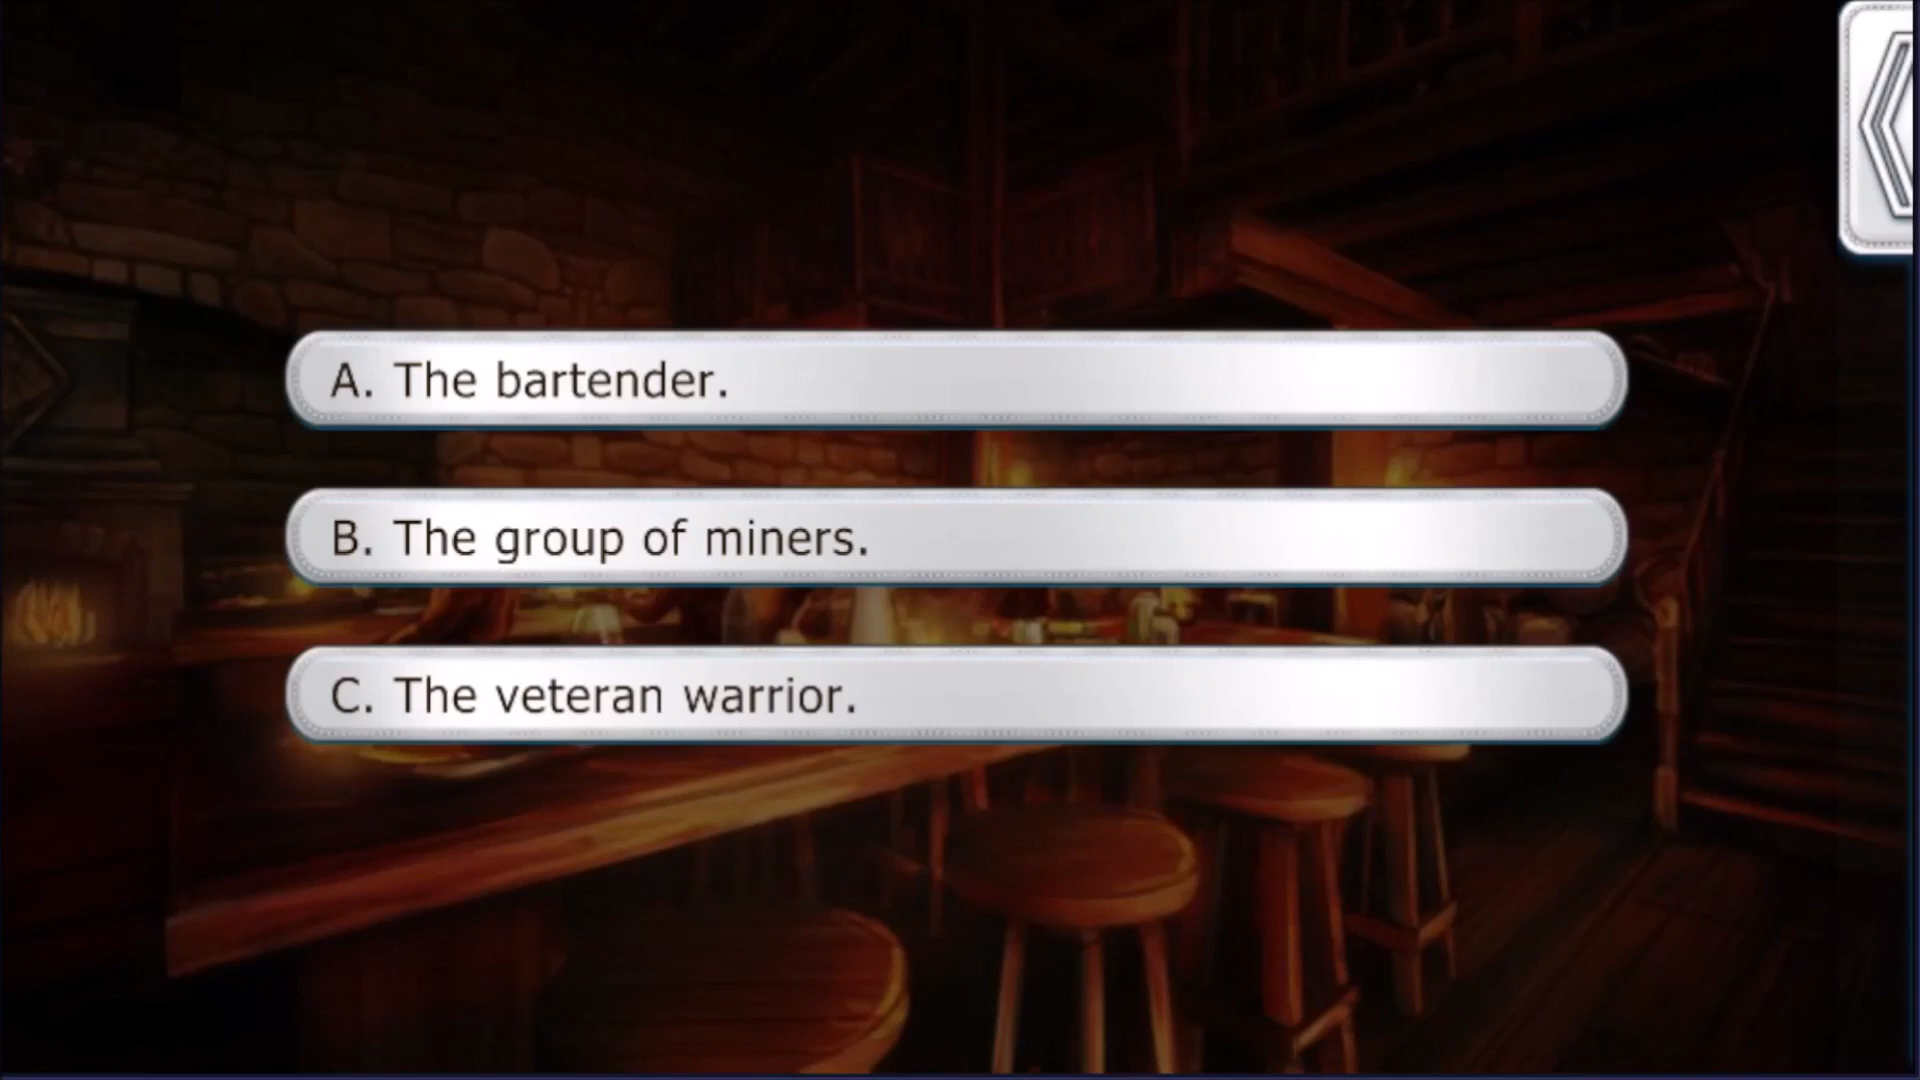 A. The bartender.
B. The group of miners.
C. The veteran warrior.